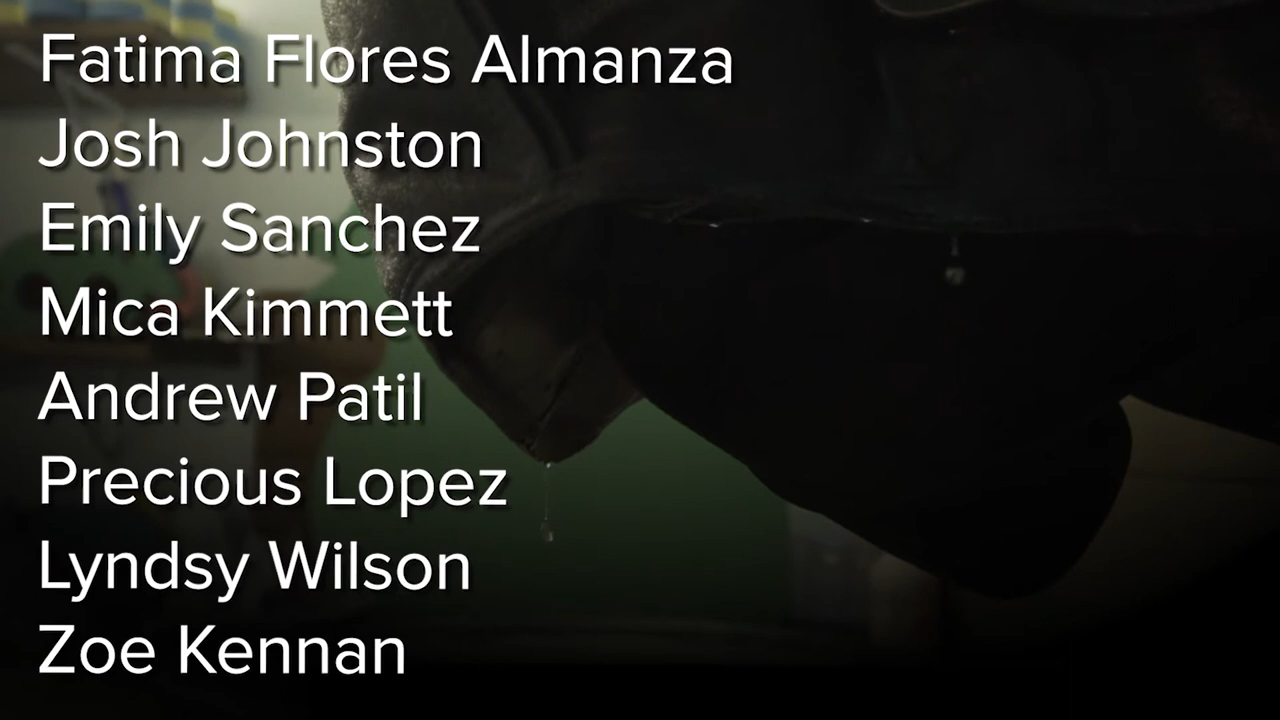 Fatima Flores Almanza
Josh Johnston
Emily Sanchez
Mica Kimmett
Andrew Patil
Precious Lopez
Lyndsy Wilson
Zoe Kennan